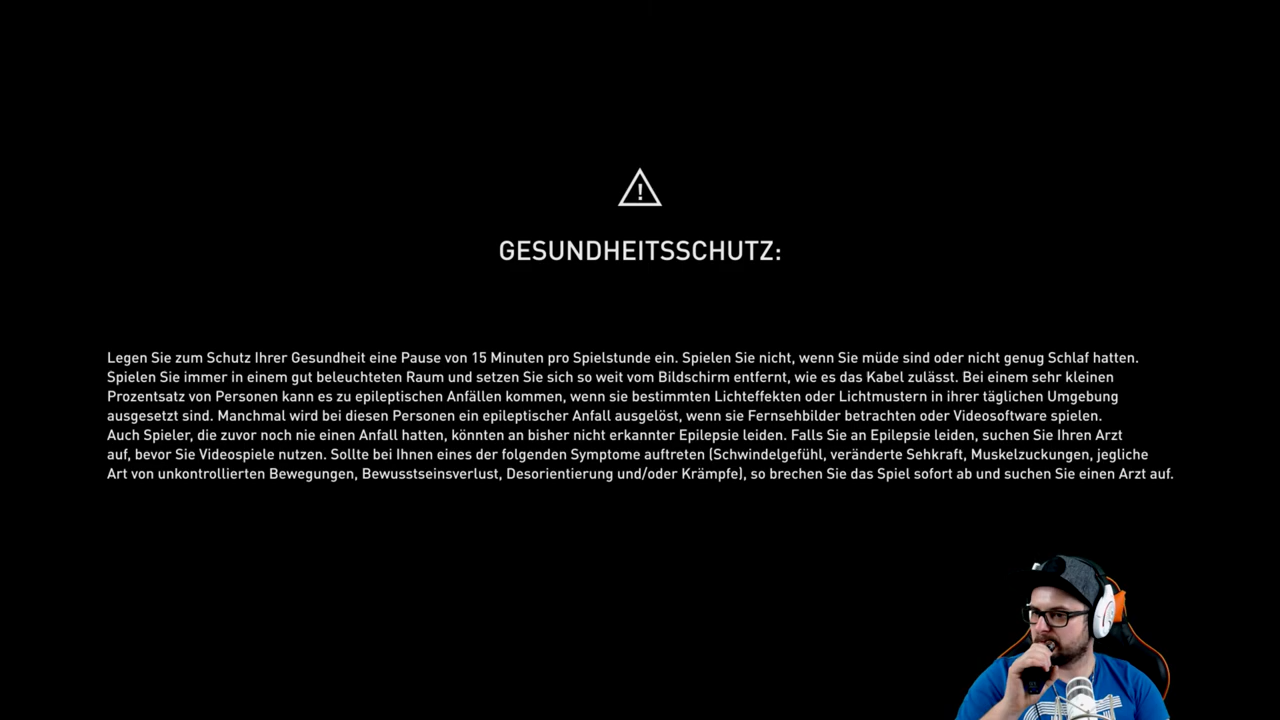 GESUNDHEITSSCHUTZ:
Legen Sie zum Schutz Ihrer Gesundheit eine Pause von 15 Minuten pro Spielstunde ein. Spielen Sie nicht, wenn Sie müde sind oder nicht genug Schlaf hatten.
Spielen Sie immer in einem gut beleuchteten Raum und setzen Sie sich so weit vom Bildschirm entfernt, wie es das Kabel zulässt. Bei einem sehr kleinen
Prozentsatz von Personen kann es zu epileptischen Anfällen kommen, wenn sie bestimmten Lichteffekten oder Lichtmustern in ihrer täglichen Umgebung
ausgesetzt sind. Manchmal wird bei diesen Personen ein epileptischer Anfall ausgelöst, wenn sie Fernsehbilder betrachten oder Videosoftware spielen.
Auch Spieler, die zuvor noch nie einen Anfall hatten, könnten an bisher nicht erkannter Epilepsie leiden. Falls Sie an Epilepsie leiden, suchen Sie Ihren Arzt
auf, bevor Sie Videospiele nutzen. Sollte bei Ihnen eines der folgenden Symptome auftreten (Schwindelgefühl, veränderte Sehkraft, Muskelzuckungen, jegliche
Art von unkontrollierten Bewegungen, Bewusstseinsverlust, Desorientierung und/oder Krämpfe), so brechen Sie das Spiel sofort ab und suchen Sie einen Arzt auf.